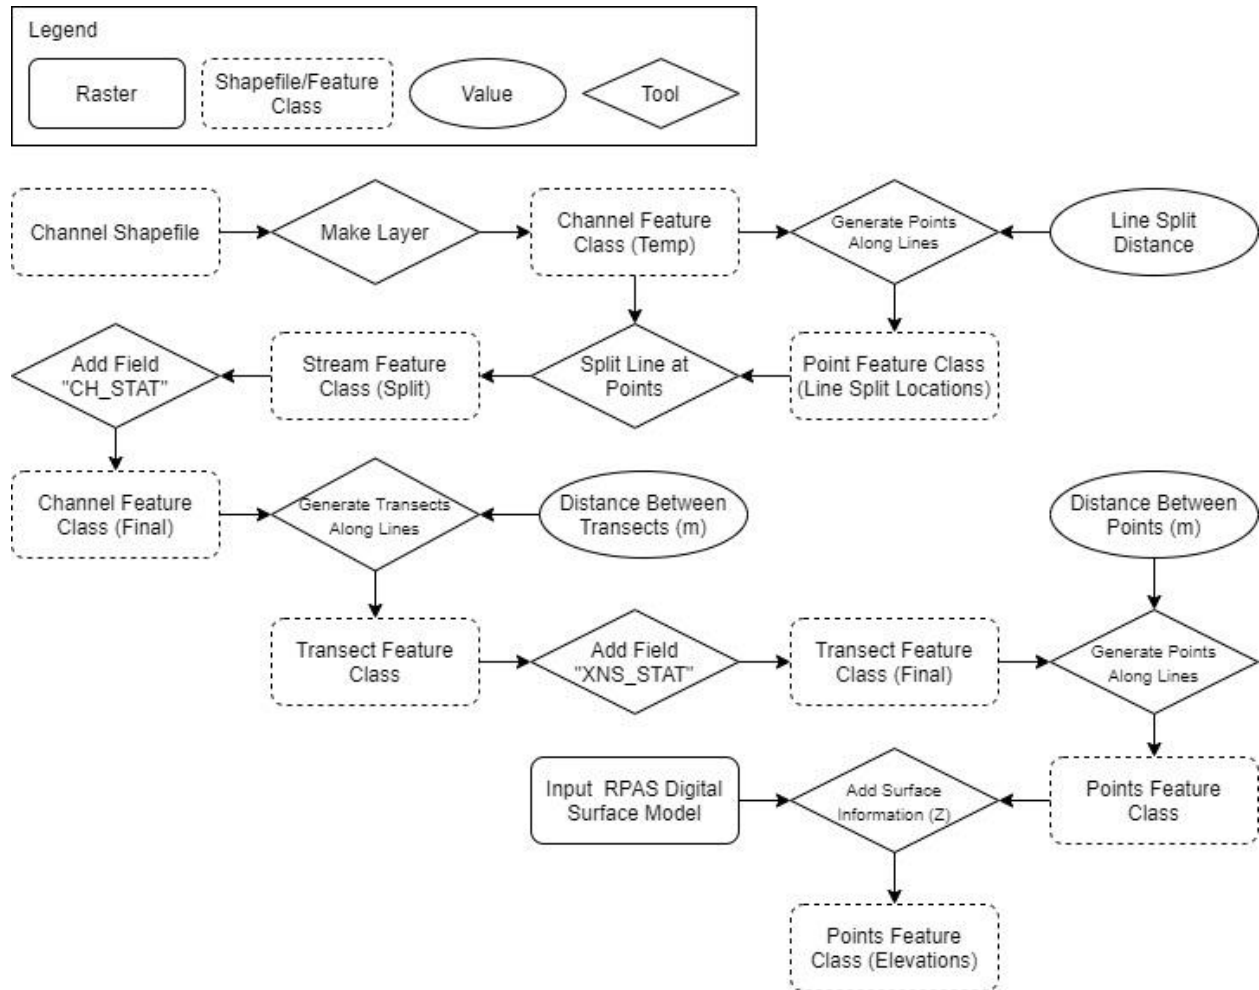 Legend
Raster
Shapefile/Feature
Class
Value
Tool
Channel Shapefile
Make Layer
Channel Feature
Class (Temp)
Generate Points
Along Lines
Line Split
Distance
Add Field
"CH_STAT"
Stream Feature
Class (Split)
Split Line at
Points
Point Feature Class
(Line Split Locations)
Channel Feature
Class (Final)
Generate Transects
Along Lines
Distance Between
Transects (m)
Distance Between
Points (m)
Transect Feature
Class
Add Field
"XNS_STAT"
Transect Feature
Class (Final)
Generate Points
Along Lines
Input RPAS Digital
Surface Model
Add Surface
Information (Z)
Points Feature
Class
Points Feature
Class (Elevations)